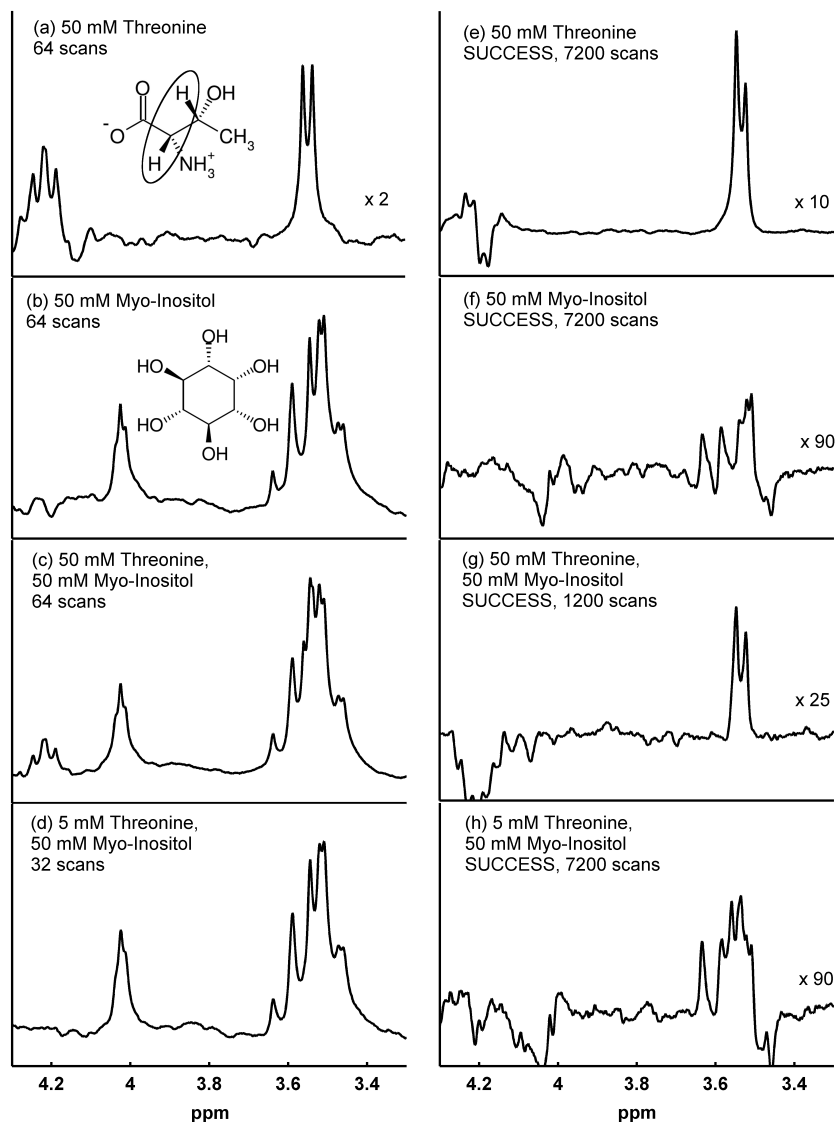 (a) 50 mM Threonine
64 scans
O
H
OH
-
O
CH3
H
NH3+
x 2
(b) 50 mM Myo-Inositol
64 scans
OH
HO
OH
HO
OH
OH
(c) 50 mM Threonine,
50 mM Myo-Inositol
64 scans
(d) 5 mM Threonine,
50 mM Myo-Inositol
32 scans
4.2 4 3.8 3.6 3.4
ppm
(e) 50 mM Threonine
SUCCESS, 7200 scans
x 10
(f) 50 mM Myo-Inositol
SUCCESS, 7200 scans
x 90
(g) 50 mM Threonine,
50 mM Myo-Inositol
SUCCESS, 1200 scans
x 25
(h) 5 mM Threonine,
50 mM Myo-Inositol
SUCCESS, 7200 scans
x 90
4.2 4 3.8 3.6 3.4
ppm